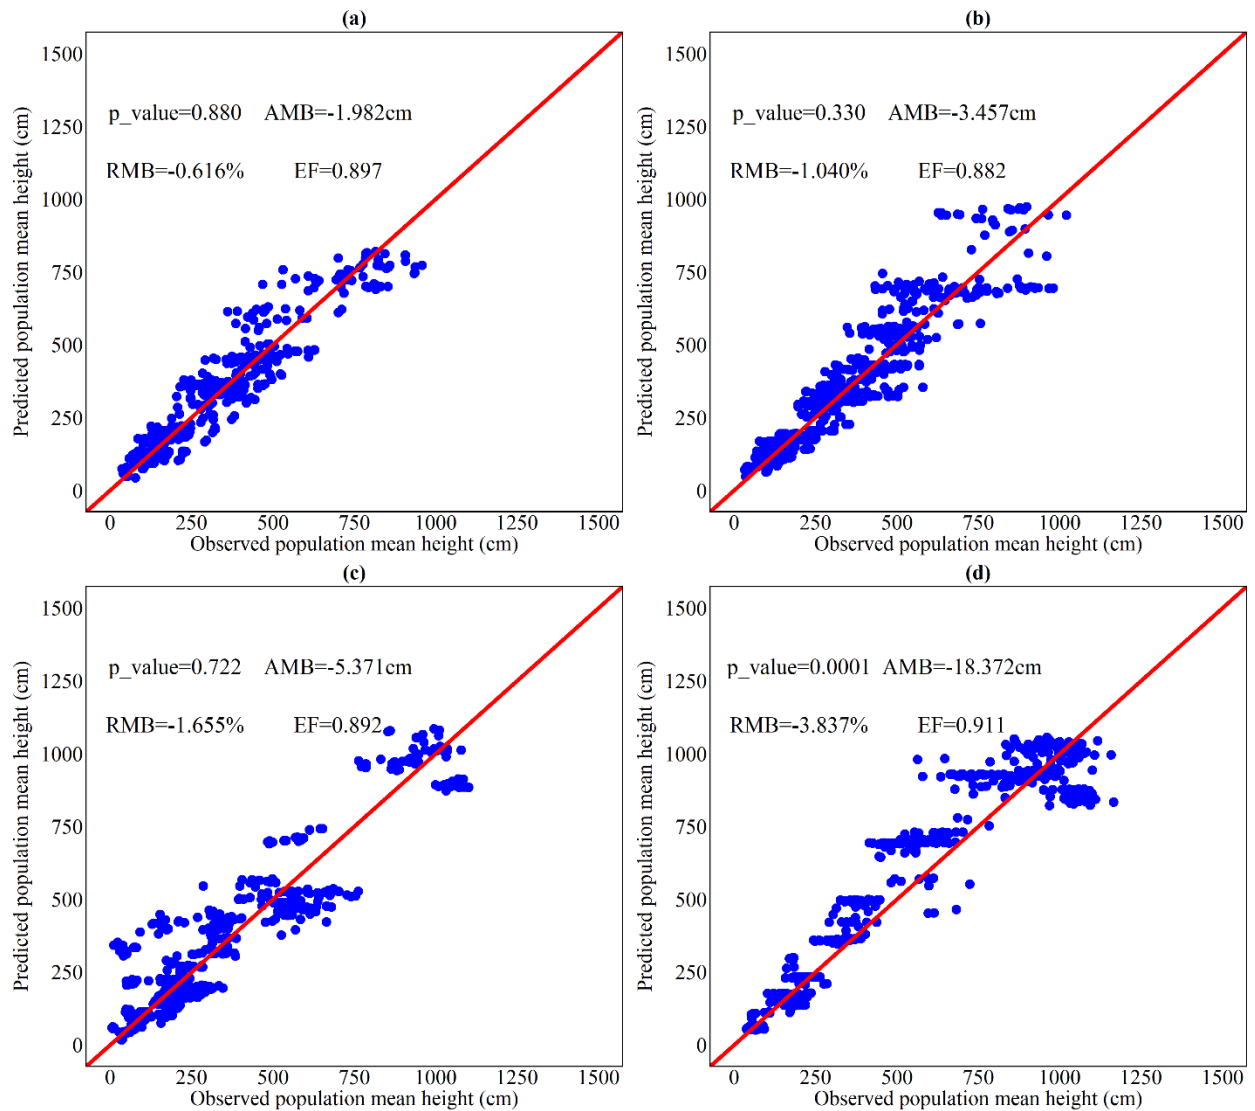 (a)
1500
1250
1000
750
500
250
0
Predicted population mean height (cm)
p_value=0.880 AMB=-1.982cm
RMB=-0.616% EF=0.897
0 250 500 750 1000 1250 1500
Observed population mean height (cm)
(b)
1500
1250
1000
750
500
250
0
Predicted population mean height (cm)
p_value=0.330 AMB=-3.457cm
RMB=-1.040% EF=0.882
0 250 500 750 1000 1250 1500
Observed population mean height (cm)
(c)
1500
1250
1000
750
500
250
0
Predicted population mean height (cm)
p_value=0.722 AMB=-5.371cm
RMB=-1.655% EF=0.892
0 250 500 750 1000 1250 1500
Observed population mean height (cm)
(d)
1500
1250
1000
750
500
250
0
Predicted population mean height (cm)
p_value=0.0001 AMB=-18.372cm
RMB=-3.837% EF=0.911
0 250 500 750 1000 1250 1500
Observed population mean height (cm)